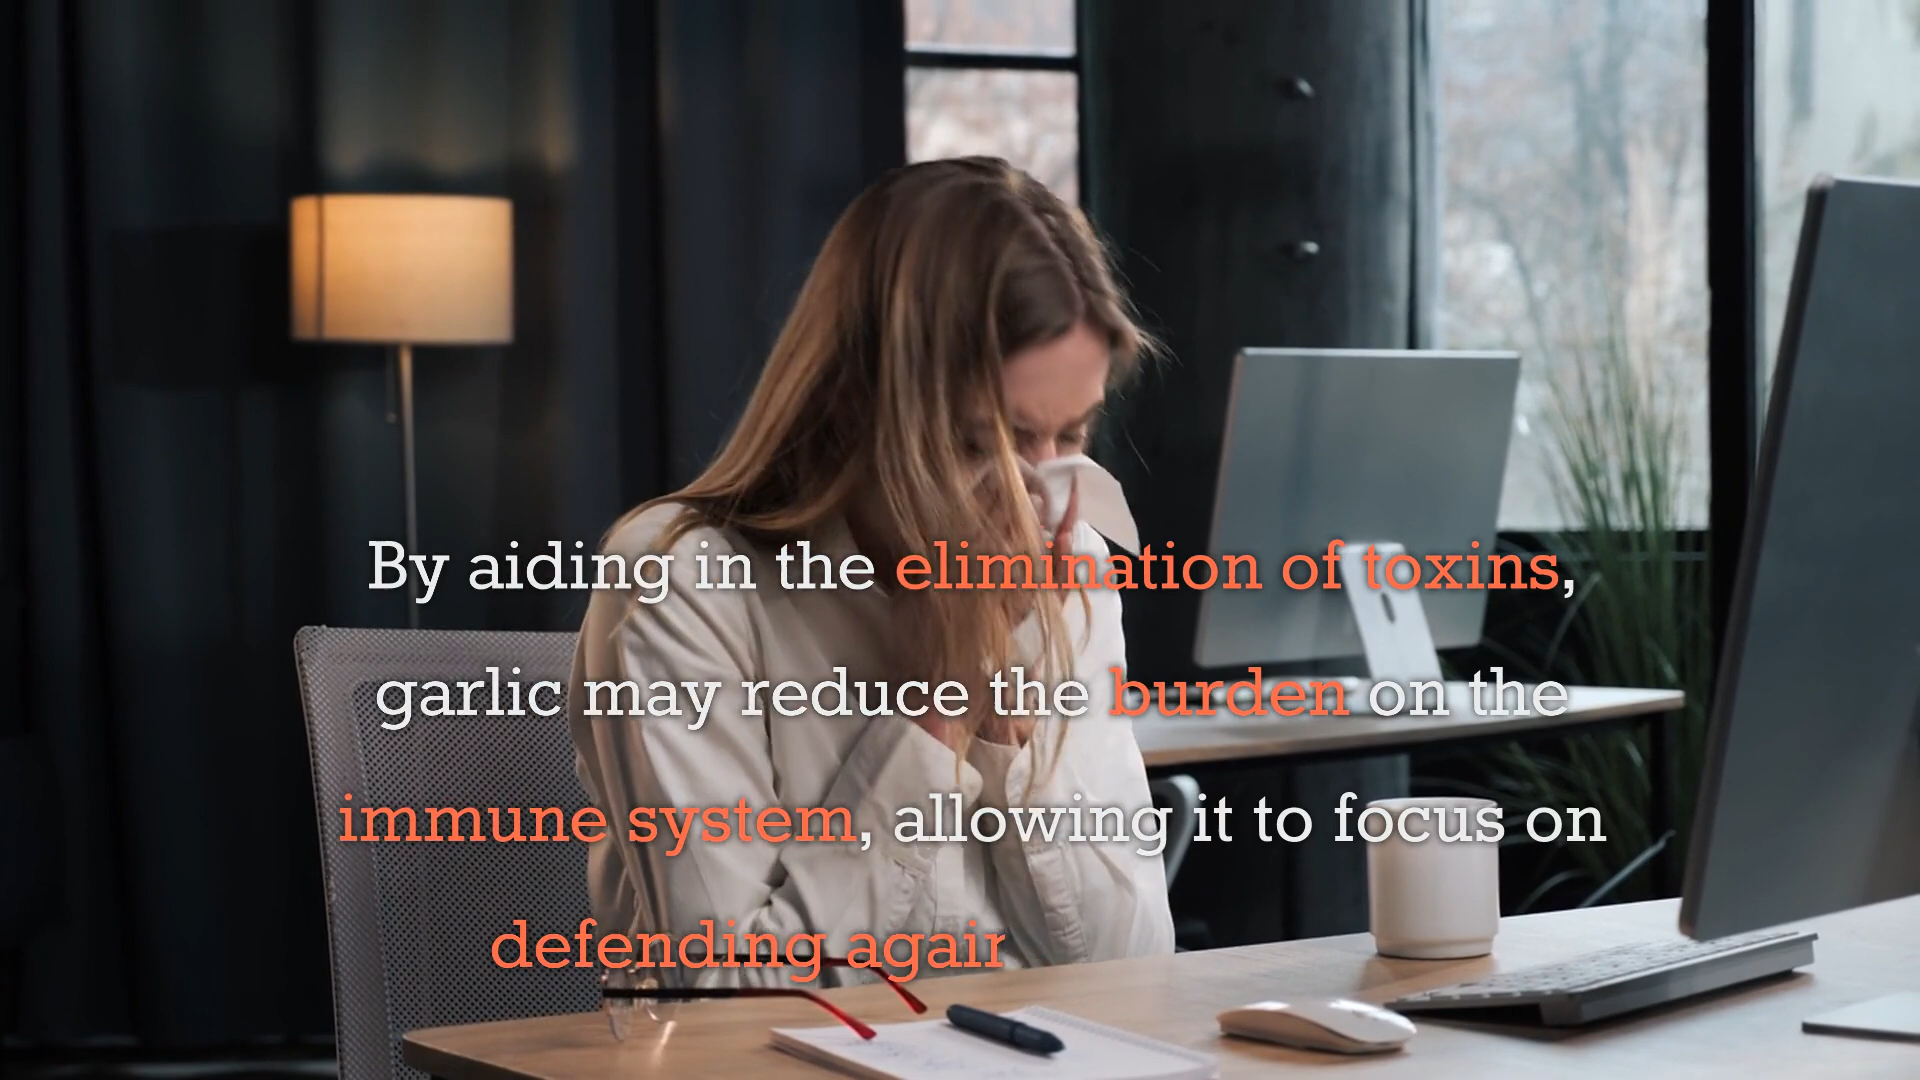 By aiding in the elimination of toxins,
garlic may reduce the burden on the
immune system, allowing it to focus on
defending agair